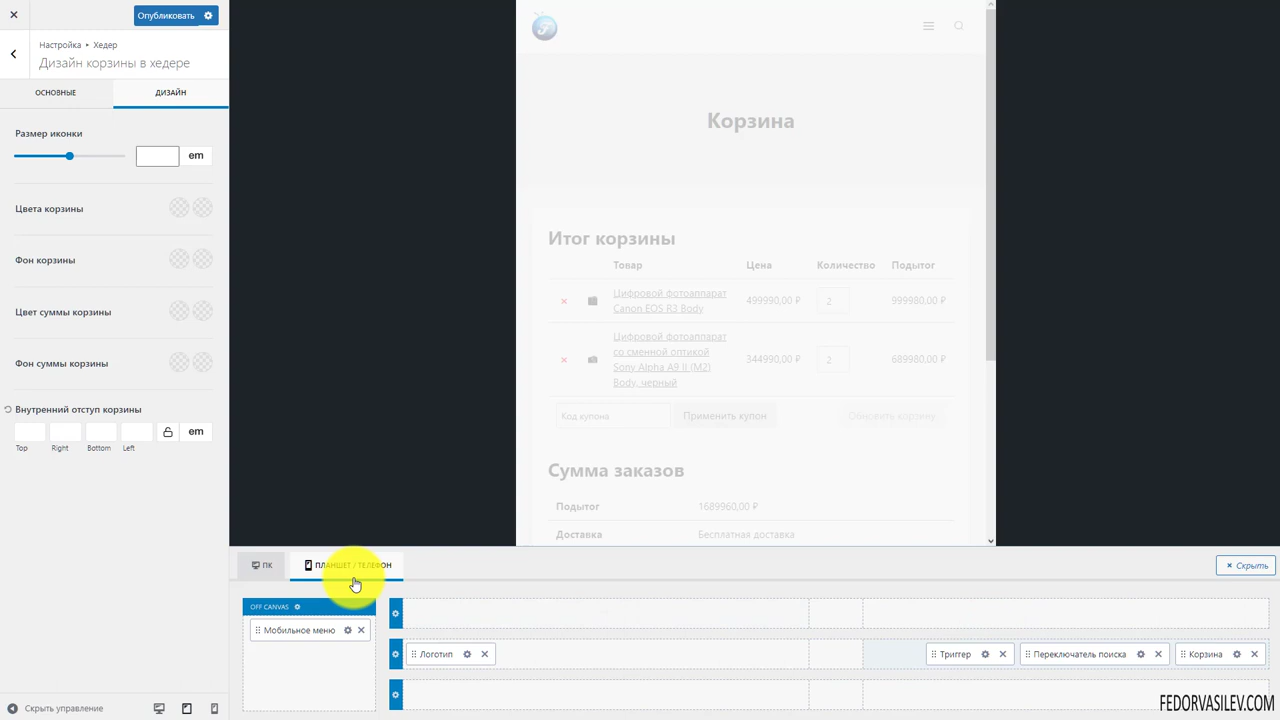 Опубликовать
Настройка ▸ Хедер
Дизайн корзины в хедере
ОСНОВНЫЕ
ДИЗАЙН
Размер иконки
em
Цвета корзины
Фон корзины
Цвет суммы корзины
Фон суммы корзины
Внутренний отступ корзины
em
Top Right Bottom Left
Скрыть управление
Корзина
Итог корзины
Товар Цена Количество Подытог
Цифровой фотоаппарат
Canon EOS R3 Body
499990,00 ₽ 2 999980,00 ₽
Цифровой фотоаппарат
со сменной оптикой
Sony Alpha A9 II (M2)
Body, черный
344990,00 ₽ 2 689980,00 ₽
Код купона Применить купон Обновить корзину
Сумма заказов
Подытог 1689960,00 ₽
Доставка Бесплатная доставка
ПК
ПЛАНШЕТ / ТЕЛЕФОН
Скрыть
OFF CANVAS
Мобильное меню
Логотип
Триггер
Переключатель поиска
Корзина
FEDORVASILEV.COM